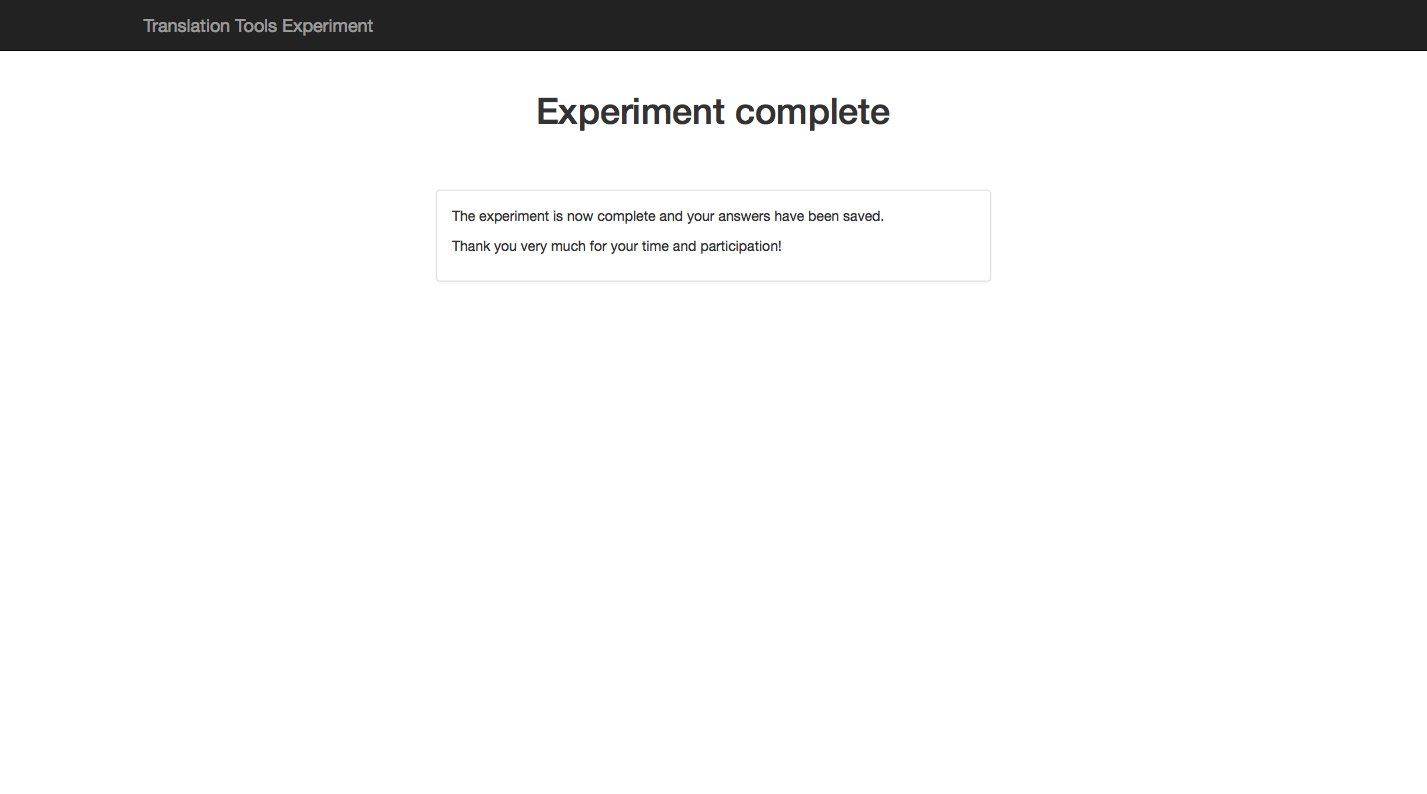 Translation Tools Experiment
Experiment complete
The experiment is now complete and your answers have been saved.
Thank you very much for your time and participation!